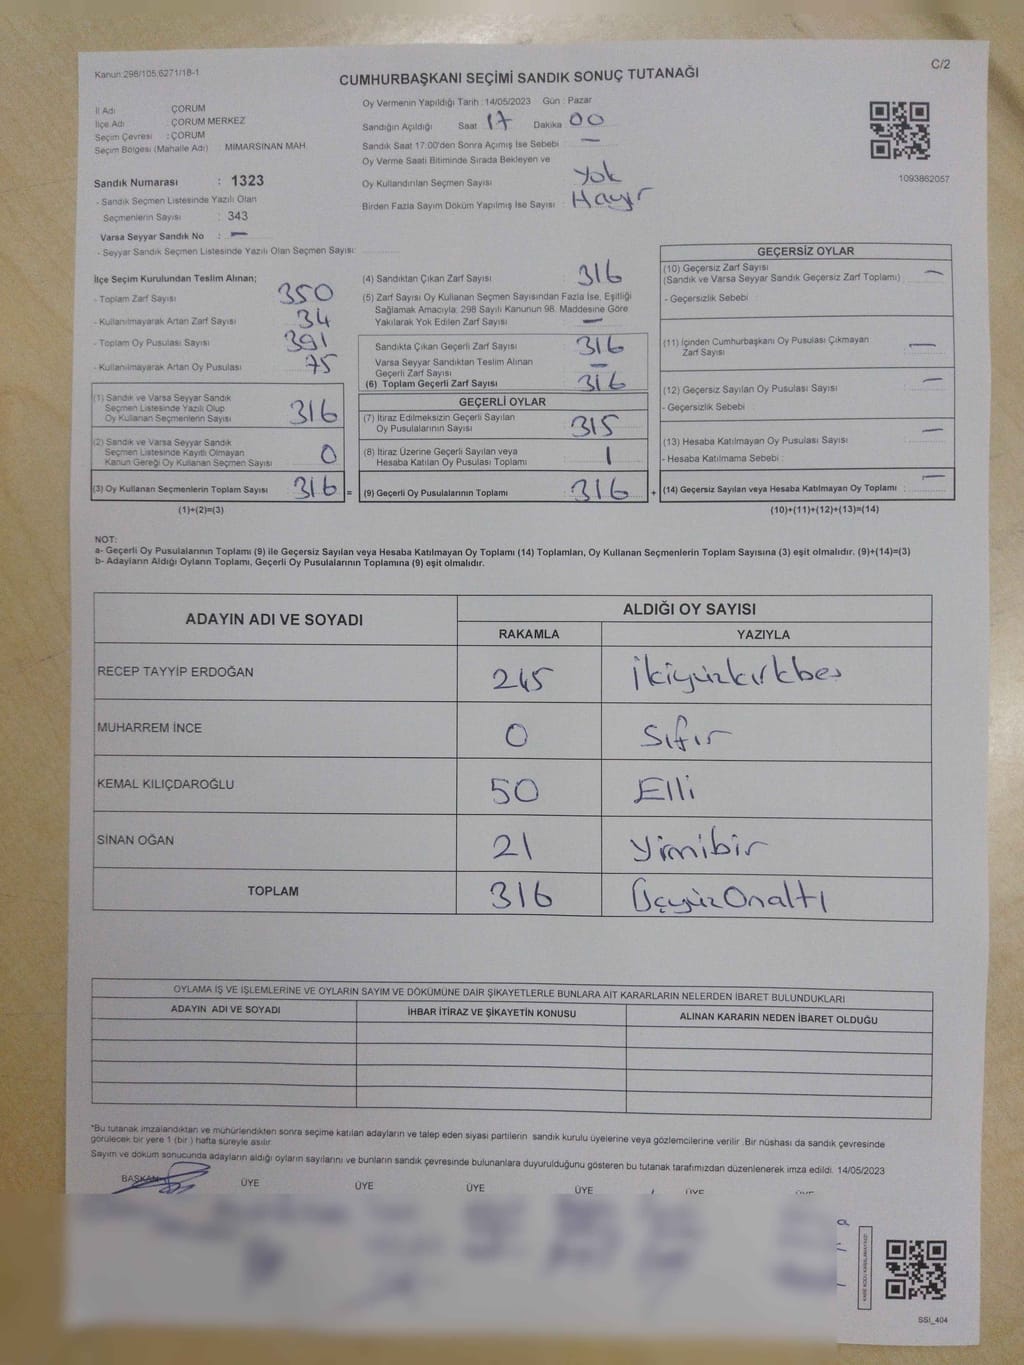 Kanun:298/105,6271/18-1
C/2
CUMHURBAŞKANI SEÇİMİ SANDIK SONUÇ TUTANAĞI
İl Adı ÇORUM
İlçe Adı : ÇORUM MERKEZ
Seçim Çevresi : ÇORUM
Seçim Bölgesi (Mahalle Adı) MİMARSİNAN MAH.
Sandık Numarası : 1323
- Sandık Seçmen Listesinde Yazılı Olan
Seçmenlerin Sayısı : 343
Varsa Seyyar Sandık No : —
- Seyyar Sandık Seçmen Listesinde Yazılı Olan Seçmen Sayısı:
Oy Vermenin Yapıldığı Tarih : 14/05/2023 Gün : Pazar
Sandığın Açıldığı Saat 17 Dakika 00
Sandık Saat 17.00'den Sonra Açımış İse Sebebi : —
Oy Verme Saati Bitiminde Sırada Bekleyen ve
Oy Kullandırılan Seçmen Sayısı Yok
Birden Fazla Sayım Döküm Yapılmış İse Sayısı : Hayır
1093862057
İlçe Seçim Kurulundan Teslim Alınan;
- Toplam Zarf Sayısı 350
- Kullanılmayarak Artan Zarf Sayısı 34
- Toplam Oy Pusulası Sayısı 391
- Kullanılmayarak Artan Oy Pusulası 75
(1) Sandık ve Varsa Seyyar Sandık
Seçmen Listesinde Yazılı Olup
Oy Kullanan Seçmenlerin Sayısı 316
(2) Sandık ve Varsa Seyyar Sandık
Seçmen Listesinde Kayıtlı Olmayan
Kanun Gereği Oy Kullanan Seçmen Sayısı 0
(3) Oy Kullanan Seçmenlerin Toplam Sayısı 316 =
(1)+(2)=(3)
(4) Sandıktan Çıkan Zarf Sayısı 316
(5) Zarf Sayısı Oy Kullanan Seçmen Sayısından Fazla İse, Eşitliği
Sağlamak Amacıyla; 298 Sayılı Kanunun 98. Maddesine Göre
Yakılarak Yok Edilen Zarf Sayısı —
Sandıkta Çıkan Geçerli Zarf Sayısı 316
Varsa Seyyar Sandıktan Teslim Alınan
Geçerli Zarf Sayısı —
(6) Toplam Geçerli Zarf Sayısı 316
GEÇERLİ OYLAR
(7) İtiraz Edilmeksizin Geçerli Sayılan
Oy Pusulalarının Sayısı 315
(8) İtiraz Üzerine Geçerli Sayılan veya
Hesaba Katılan Oy Pusulası Toplamı 1
(9) Geçerli Oy Pusulalarının Toplamı 316 +
GEÇERSİZ OYLAR
(10) Geçersiz Zarf Sayısı —
(Sandık ve Varsa Seyyar Sandık Geçersiz Zarf Toplamı)
- Geçersizlik Sebebi :
(11) İçinden Cumhurbaşkanı Oy Pusulası Çıkmayan —
Zarf Sayısı
(12) Geçersiz Sayılan Oy Pusulası Sayısı —
- Geçersizlik Sebebi
(13) Hesaba Katılmayan Oy Pusulası Sayısı —
- Hesaba Katılmama Sebebi :
(14) Geçersiz Sayılan veya Hesaba Katılmayan Oy Toplamı : —
(10)+(11)+(12)+(13)=(14)
NOT:
a- Geçerli Oy Pusulalarının Toplamı (9) ile Geçersiz Sayılan veya Hesaba Katılmayan Oy Toplamı (14) Toplamları, Oy Kullanan Seçmenlerin Toplam Sayısına (3) eşit olmalıdır. (9)+(14)=(3)
b- Adayların Aldığı Oyların Toplamı, Geçerli Oy Pusulalarının Toplamına (9) eşit olmalıdır.
ADAYIN ADI VE SOYADI ALDIĞI OY SAYISI
RAKAMLA YAZIYLA
RECEP TAYYİP ERDOĞAN 245 İkiyüzkırkbeş
MUHARREM İNCE 0 Sıfır
KEMAL KILIÇDAROĞLU 50 Elli
SİNAN OĞAN 21 Yirmibir
TOPLAM 316 ÜçyüzOnaltı
OYLAMA İŞ VE İŞLEMLERİNE VE OYLARIN SAYIM VE DÖKÜMÜNE DAİR ŞİKAYETLERLE BUNLARA AİT KARARLARIN NELERDEN İBARET BULUNDUKLARI
ADAYIN ADI VE SOYADI İHBAR İTİRAZ VE ŞİKAYETİN KONUSU ALINAN KARARIN NEDEN İBARET OLDUĞU
*Bu tutanak imzalandıktan ve mühürlendikten sonra seçime katılan adayların ve talep eden siyasi partilerin sandık kurulu üyelerine veya gözlemcilerine verilir .Bir nüshası da sandık çevresinde
görülecek bir yere 1 (bir ) hafta süreyle asılır.
Sayım ve döküm sonucunda adayların aldığı oyların sayılarını ve bunların sandık çevresinde bulunanlara duyurulduğunu gösteren bu tutanak tarafımızdan düzenlenerek imza edildi. 14/05/2023
BAŞKAN ÜYE ÜYE ÜYE ÜYE ÜYE
SSI_404